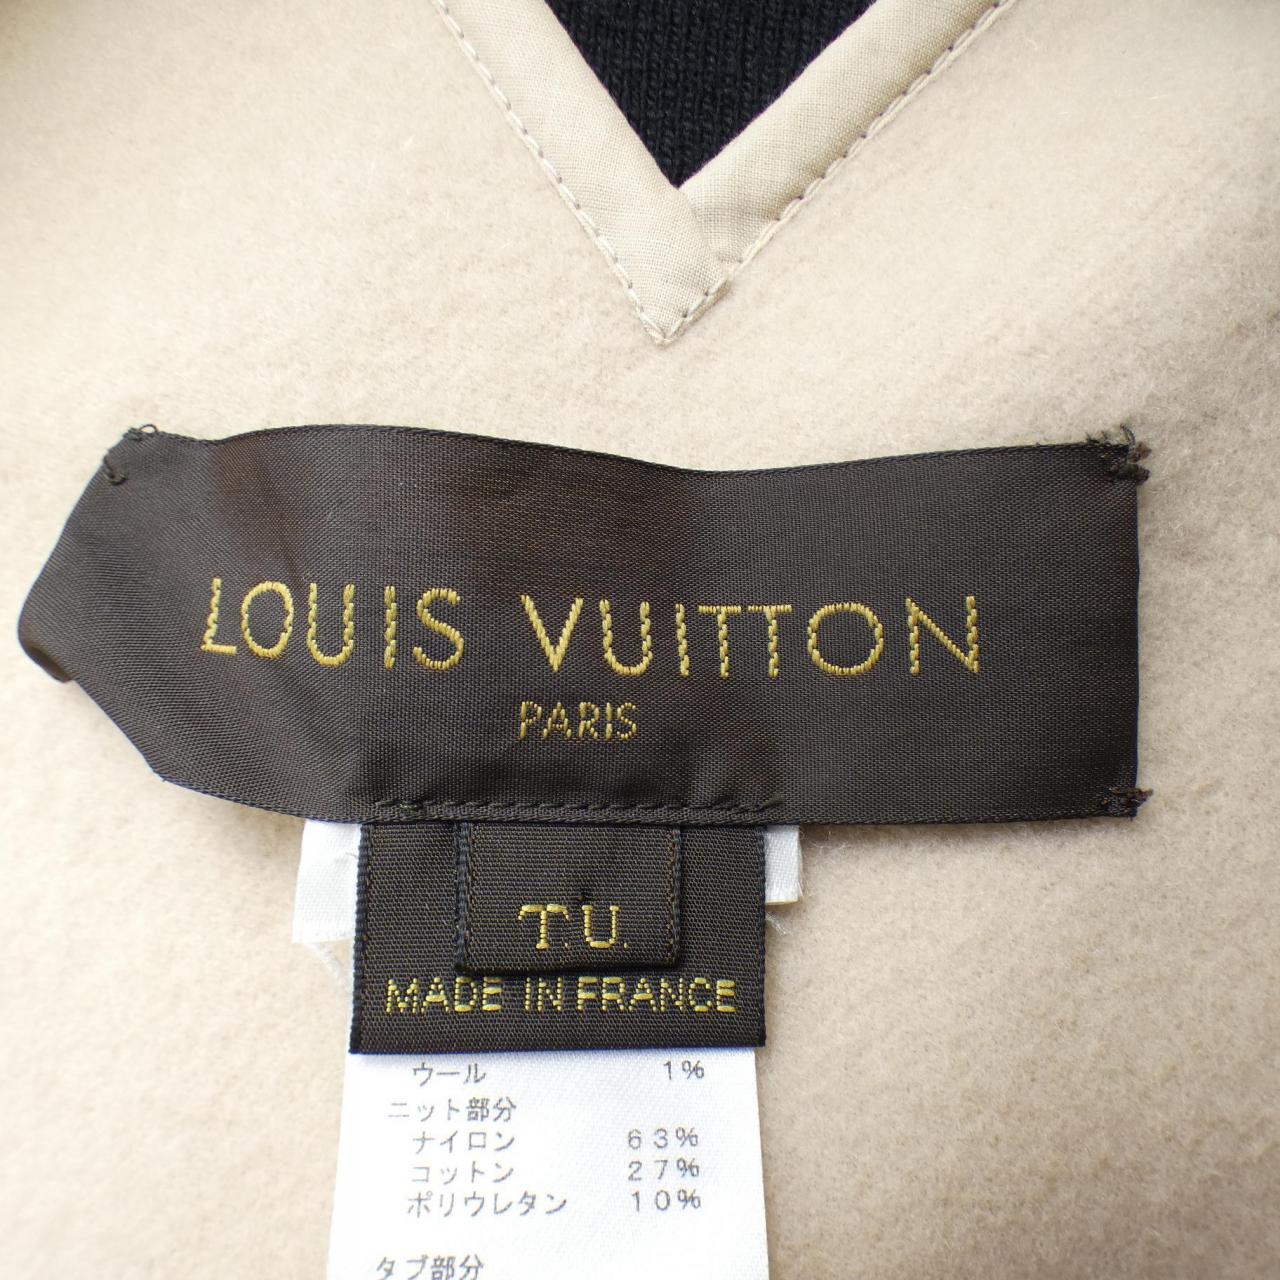 LOUIS VUITTON
PARIS
T.U.
MADE IN FRANCE
ウール 1%
ニット部分
ナイロン 63%
コットン 27%
ポリウレタン 10%
タブ部分